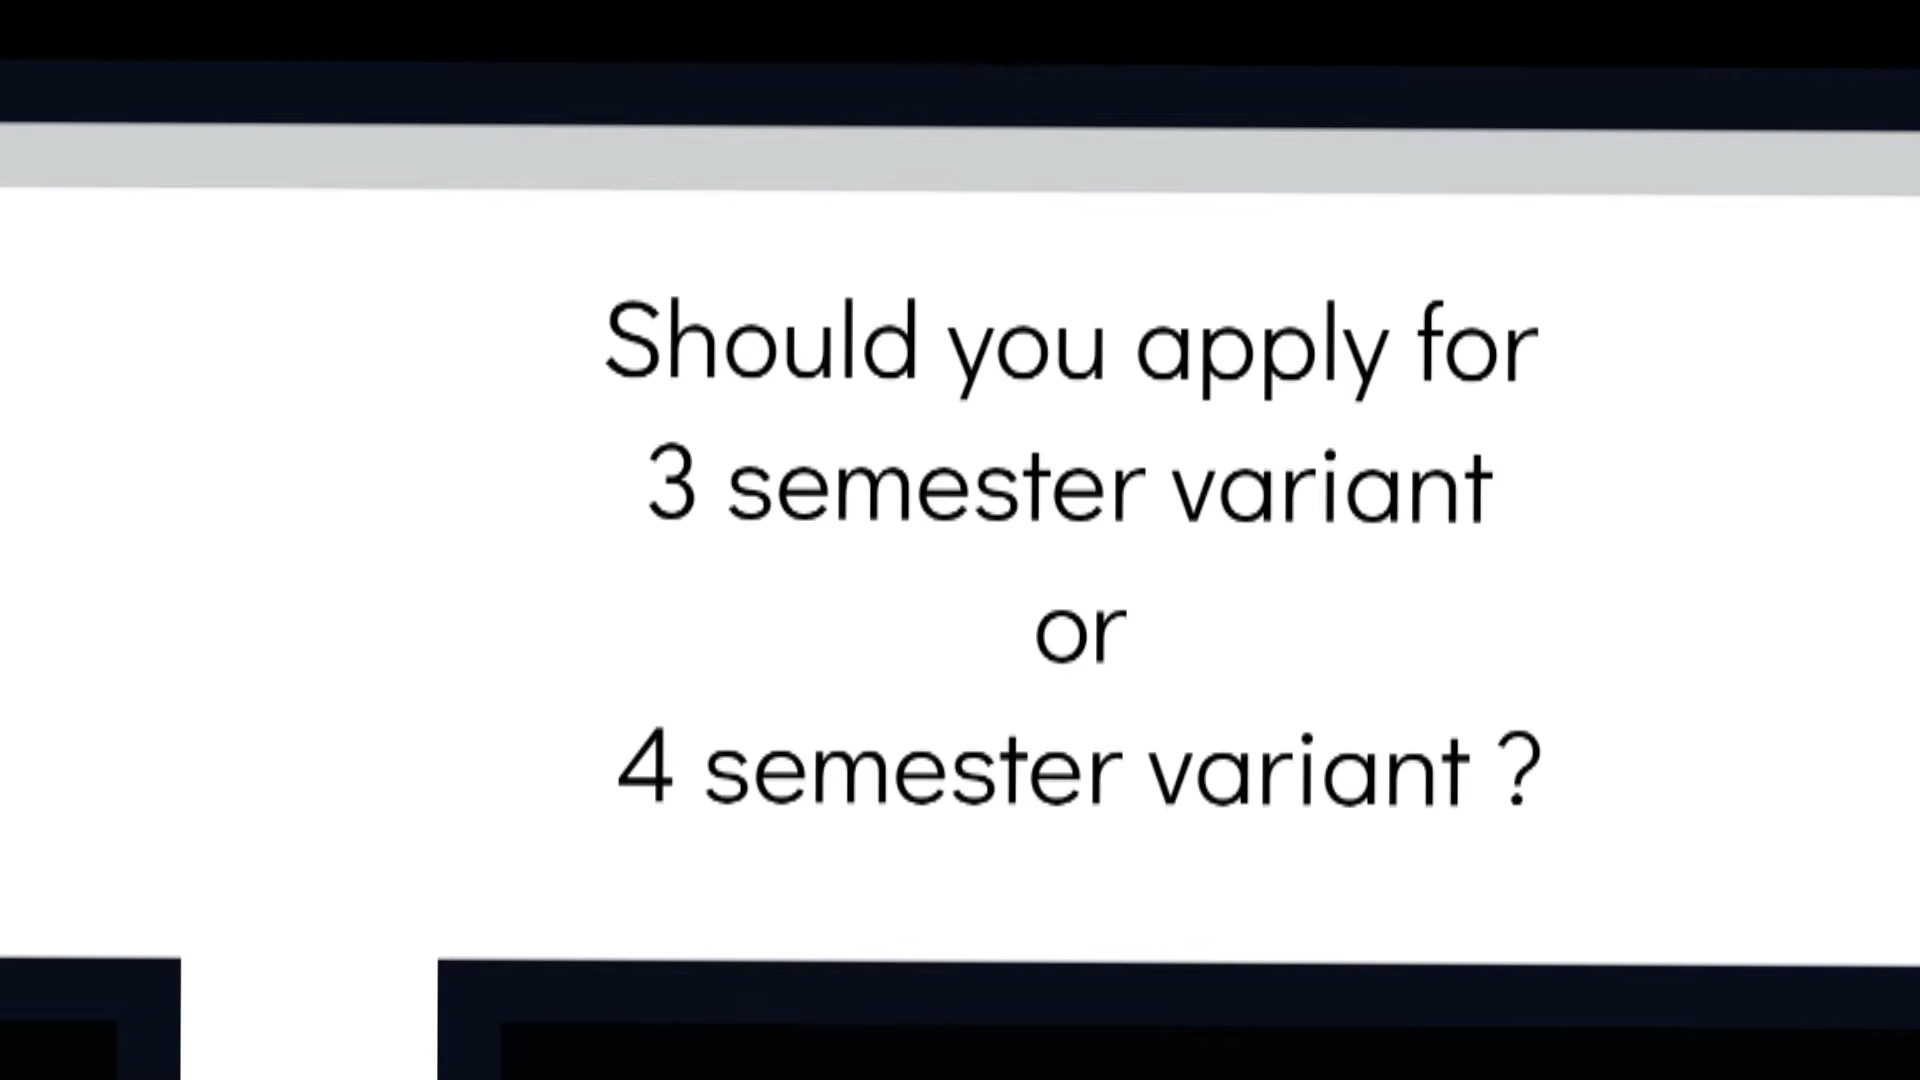 Should you apply for
3 semester variant
or
4 semester variant ?